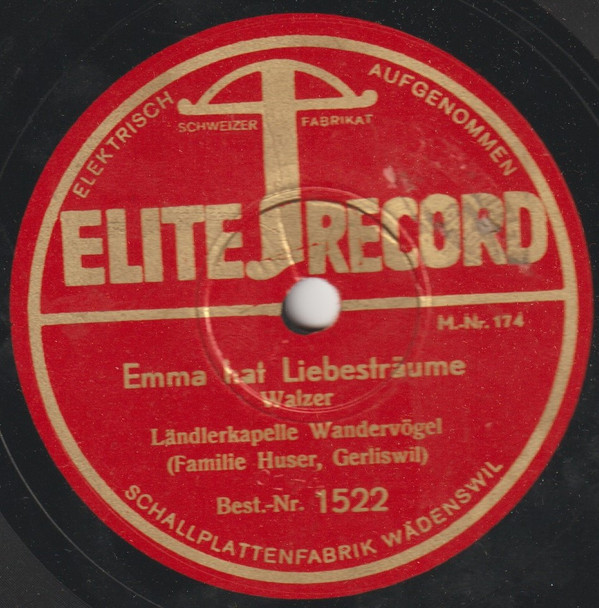 ELEKTRISCH AUFGENOMMEN
SCHWEIZER FABRIKAT
ELITE RECORD
M.-Nr. 174
Emma hat Liebesträume
Walzer
Ländlerkapelle Wandervögel
(Familie Huser, Gerliswil)
Best.-Nr. 1522
SCHALLPLATTENFABRIK WÄDENSWIL